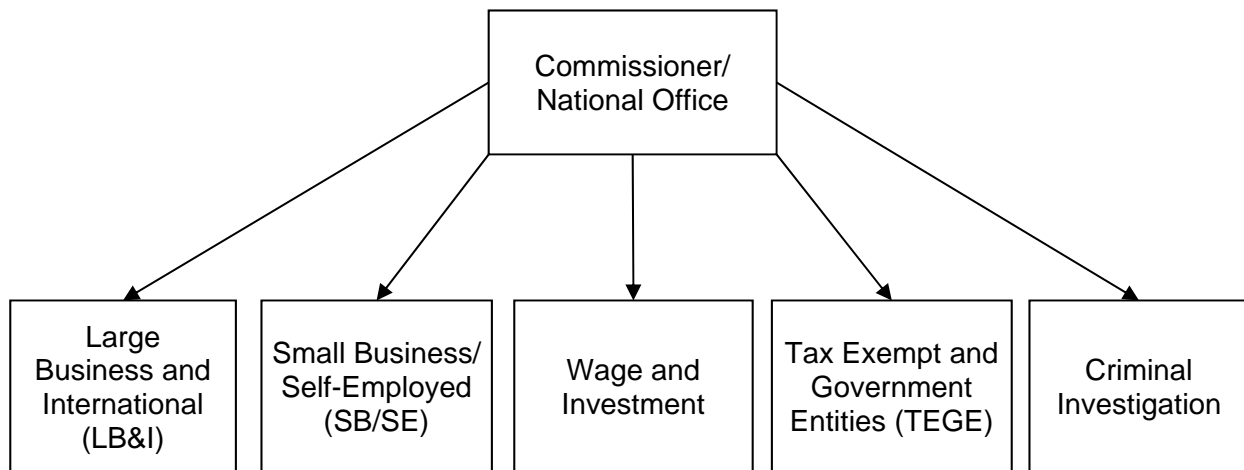 Commissioner/
National Office
Large
Business and
International
(LB&I)
Small Business/
Self-Employed
(SB/SE)
Wage and
Investment
Tax Exempt and
Government
Entities (TEGE)
Criminal
Investigation